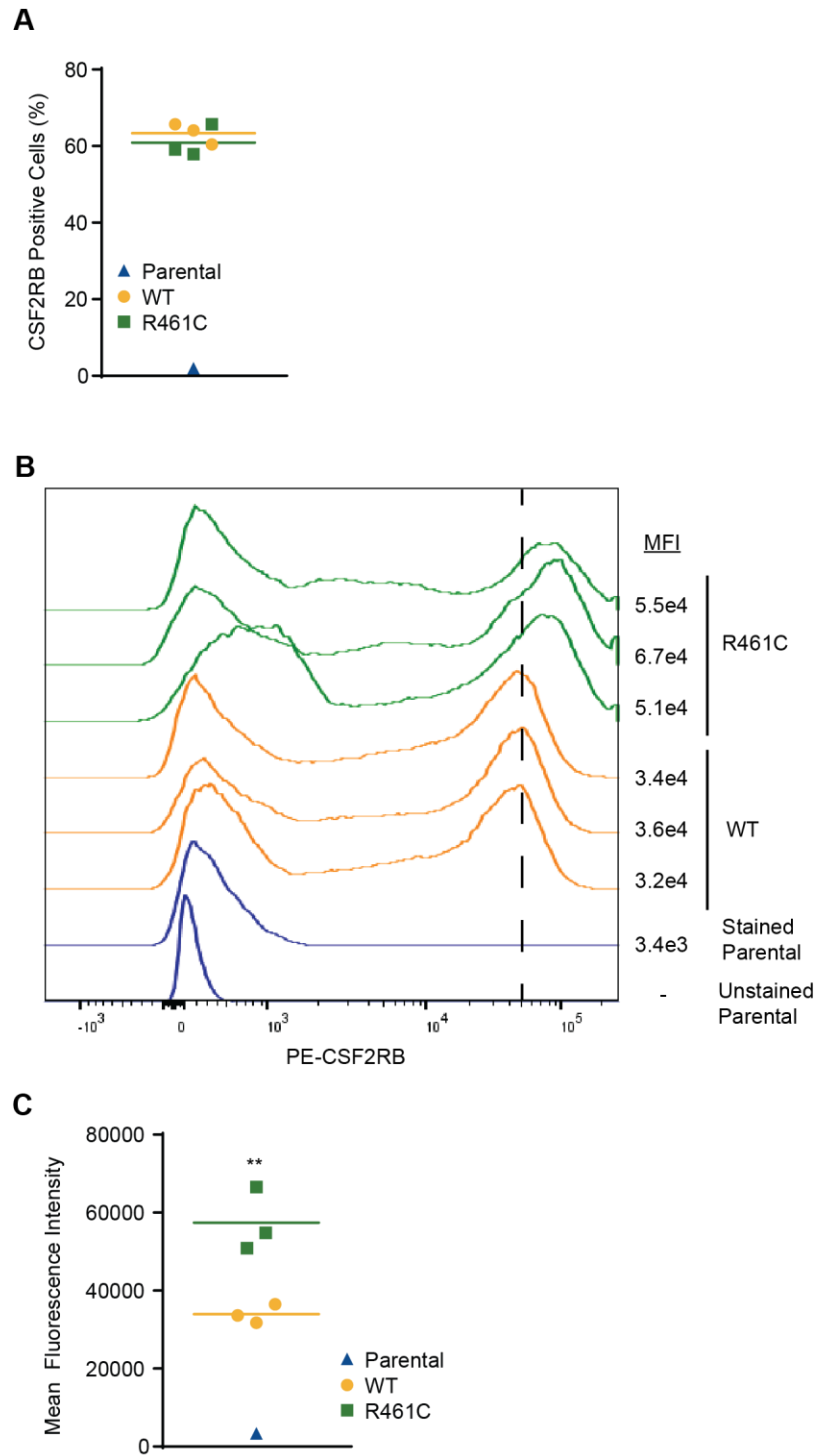 A
80
60
40
20
0
CSF2RB Positive Cells (%)
Parental
WT
R461C
B
MFI
5.5e4
6.7e4
5.1e4
R461C
3.4e4
3.6e4
3.2e4
WT
3.4e3
Stained
Parental
-
Unstained
Parental
-10³ 0 10³ 10⁴ 10⁵
PE-CSF2RB
C
80000
60000
40000
20000
0
Mean Fluorescence Intensity
**
Parental
WT
R461C